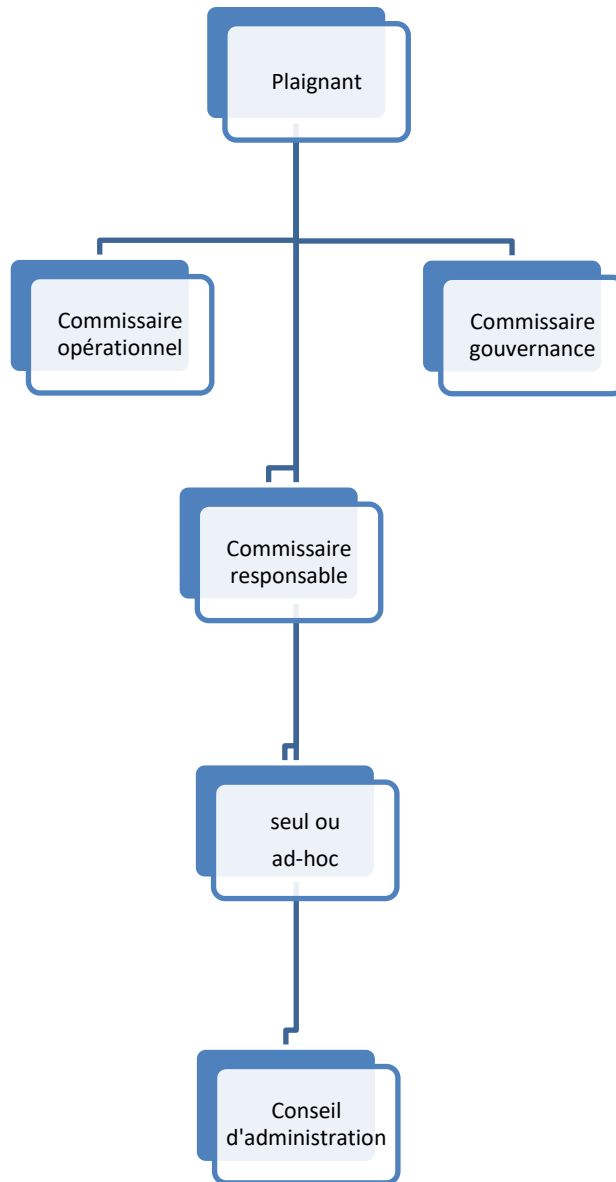 Plaignant
Commissaire
opérationnel
Commissaire
gouvernance
Commissaire
responsable
seul ou
ad-hoc
Conseil
d'administration